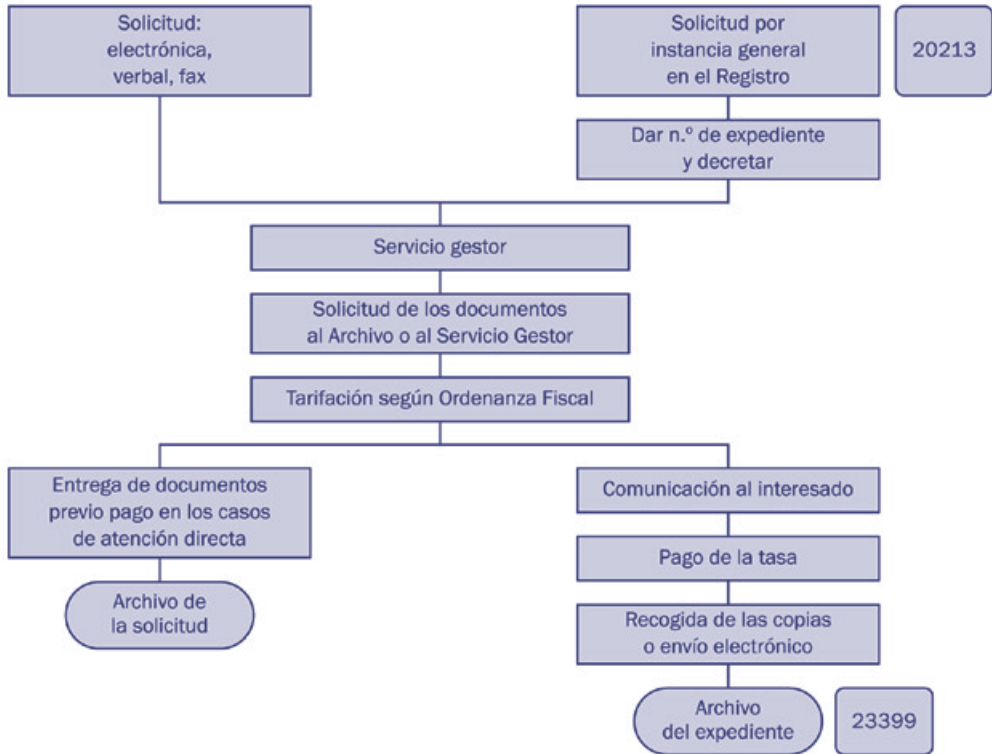 Solicitud:
electrónica,
verbal, fax
Solicitud por
instancia general
en el Registro
20213
Dar n.º de expediente
y decretar
Servicio gestor
Solicitud de los documentos
al Archivo o al Servicio Gestor
Tarifación según Ordenanza Fiscal
Entrega de documentos
previo pago en los casos
de atención directa
Archivo de
la solicitud
Comunicación al interesado
Pago de la tasa
Recogida de las copias
o envío electrónico
Archivo
del expediente
23399